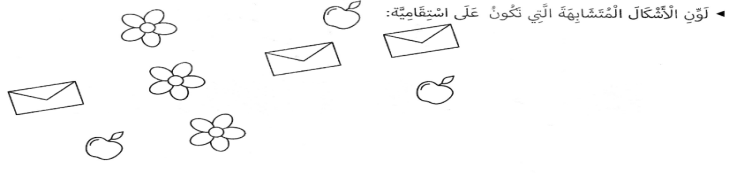 ◄ لَوِّنِ الْأَشْكَالَ الْمُتَشَابِهَةَ الَّتِي تَكُونُ عَلَى اسْتِقَامِيَّة: